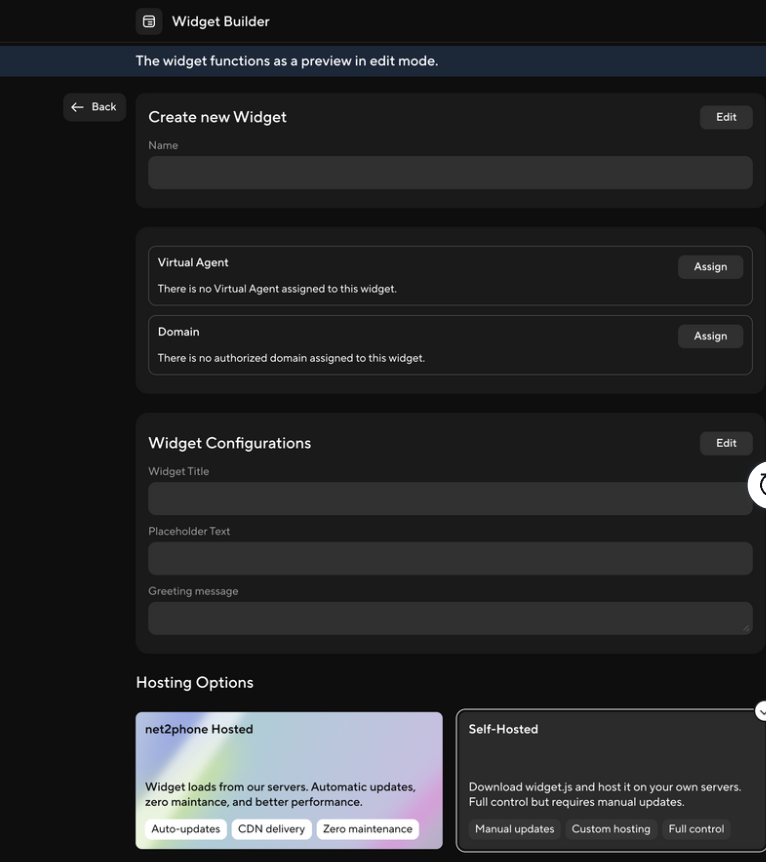 Widget Builder
The widget functions as a preview in edit mode.
Back
Create new Widget
Edit
Name
Virtual Agent
Assign
There is no Virtual Agent assigned to this widget.
Domain
Assign
There is no authorized domain assigned to this widget.
Widget Configurations
Edit
Widget Title
Placeholder Text
Greeting message
Hosting Options
net2phone Hosted
Widget loads from our servers. Automatic updates,
zero maintance, and better performance.
Auto-updates CDN delivery Zero maintenance
Self-Hosted
Download widget.js and host it on your own servers.
Full control but requires manual updates.
Manual updates Custom hosting Full control